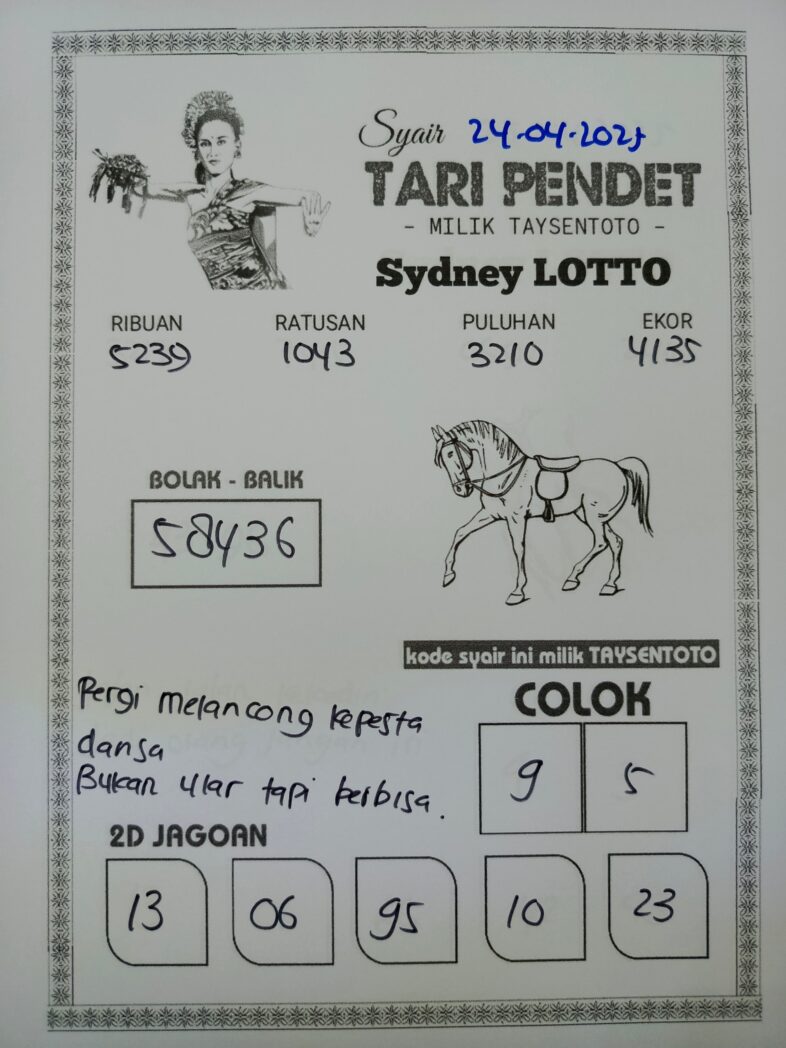 Syair 24-04-2025
TARI PENDET
- MILIK TAYSENTOTO -
Sydney LOTTO
RIBUAN RATUSAN PULUHAN EKOR
5239 1043 3210 4135
BOLAK - BALIK
58436
kode syair ini milik TAYSENTOTO
Pergi melancong kepesta
dansa
Bukan ular tapi berbisa.
COLOK
9 5
2D JAGOAN
13 06 95 10 23